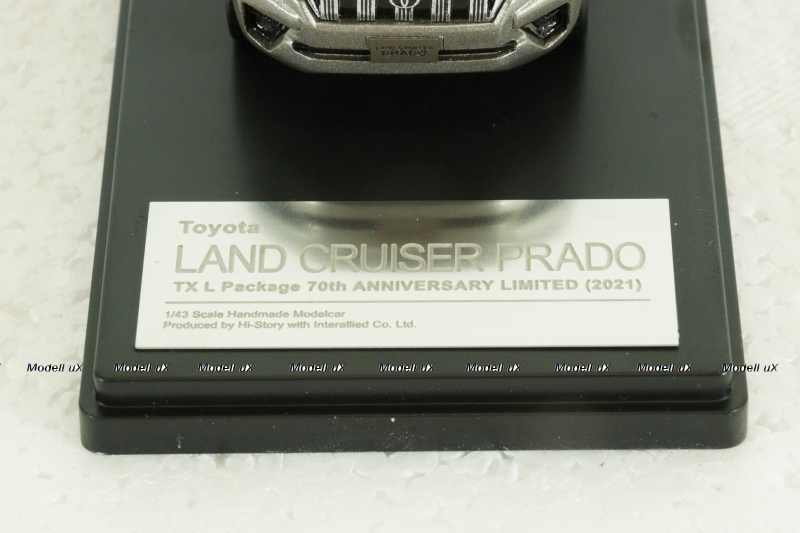 LAND CRUISER
PRADO
Toyota
LAND CRUISER PRADO
TX L Package 70th ANNIVERSARY LIMITED (2021)
1/43 Scale Handmade Modelcar
Produced by Hi-Story with Interallied Co. Ltd.
Modell uX Modell uX Modell uX Modell uX Modell uX Modell uX Modell uX Modell uX Modell uX